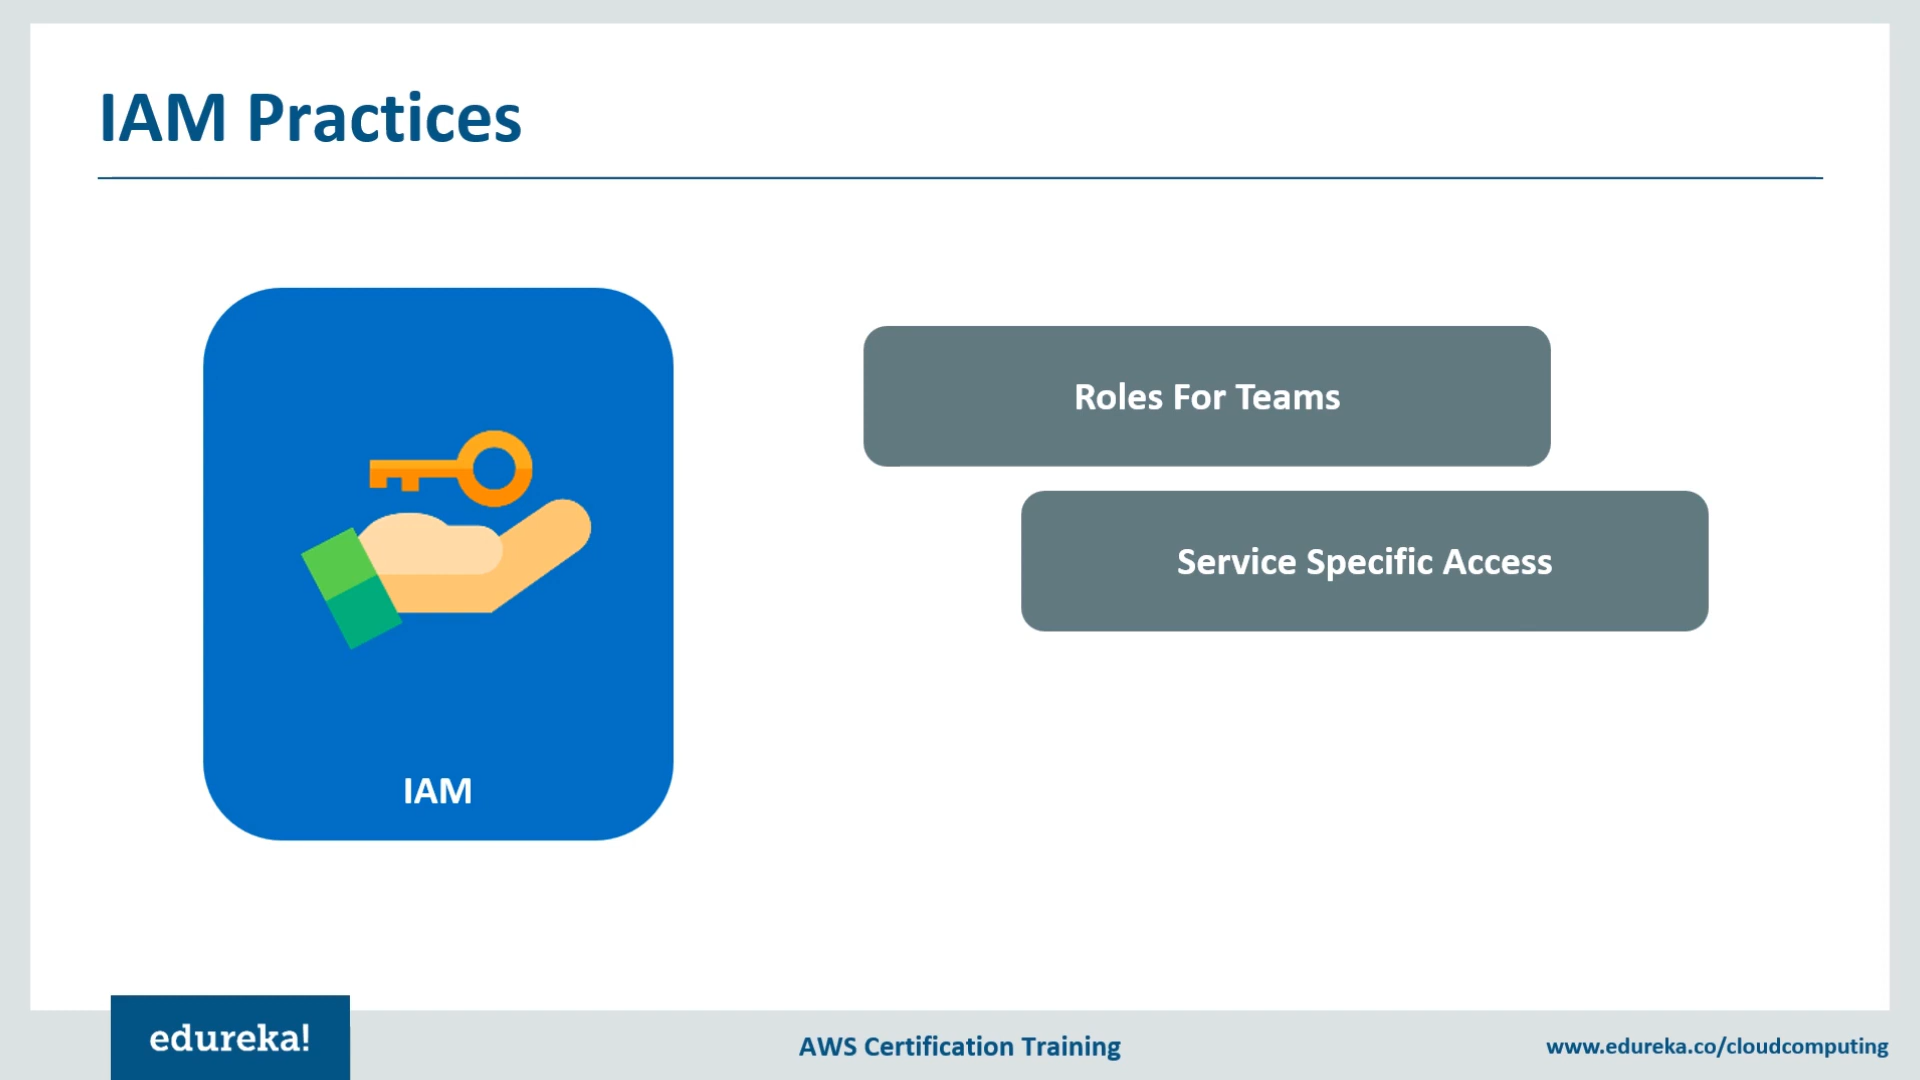 IAM Practices
Roles For Teams
Service Specific Access
IAM
edureka!
AWS Certification Training
www.edureka.co/cloudcomputing